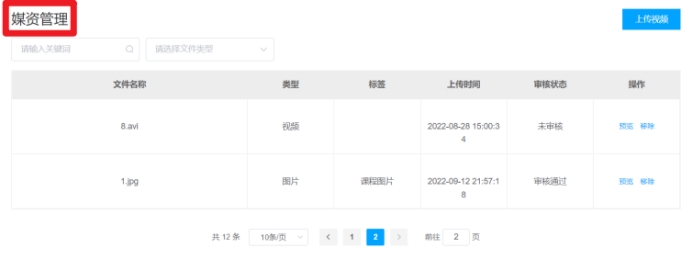 媒资管理
上传视频
请输入关键词 请选择文件类型
文件名称 类型 标签 上传时间 审核状态 操作
8.avi 视频 2022-08-28 15:00:3
4 未审核 预览 移除
1.jpg 图片 课程图片 2022-09-12 21:57:1
8 审核通过 预览 移除
共 12 条 10条/页 1 2 前往 2 页